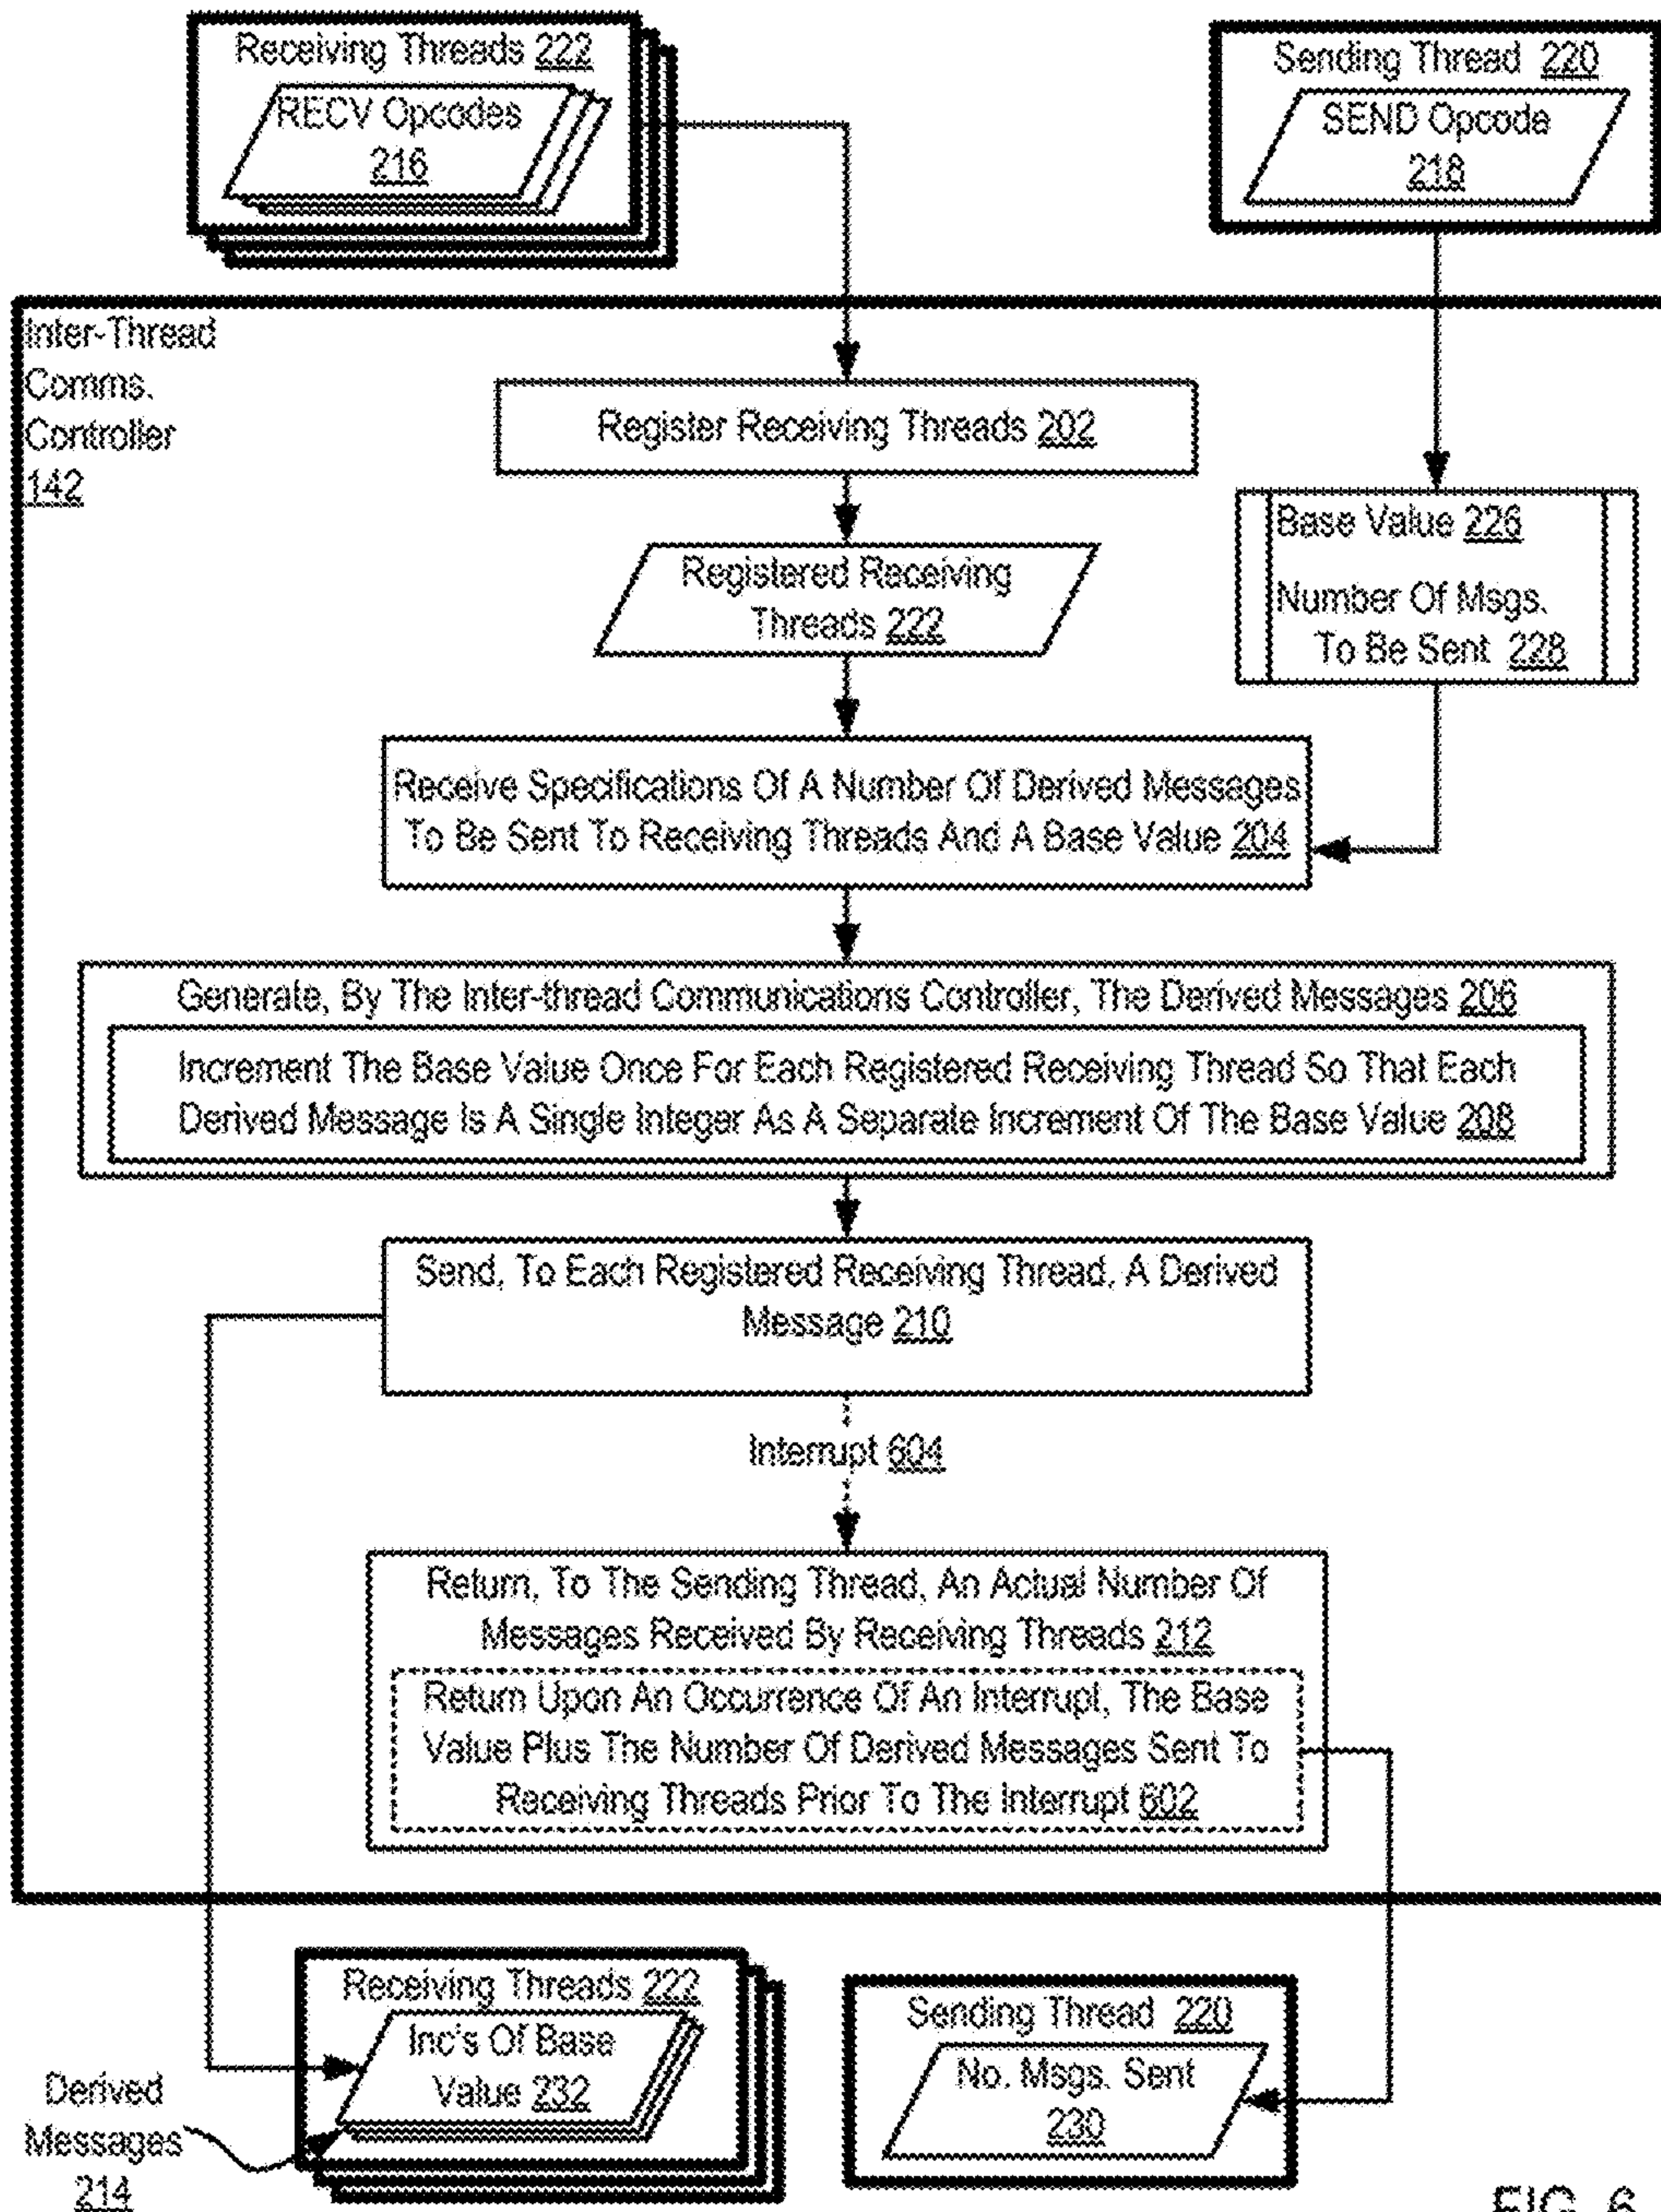 Receiving Threads 222
RECV Opcodes
216
Sending Thread 220
SEND Opcode
218
Inter-Thread
Comms.
Controller
142
Register Receiving Threads 202
Registered Receiving
Threads 222
Base Value 226
Number Of Msgs.
To Be Sent 228
Receive Specifications Of A Number Of Derived Messages
To Be Sent To Receiving Threads And A Base Value 204
Generate, By The Inter-thread Communications Controller, The Derived Messages 206
Increment The Base Value Once For Each Registered Receiving Thread So That Each
Derived Message Is A Single Integer As A Separate Increment Of The Base Value 208
Send, To Each Registered Receiving Thread, A Derived
Message 210
Interrupt 604
Return, To The Sending Thread, An Actual Number Of
Messages Received By Receiving Threads 212
Return Upon An Occurrence Of An Interrupt, The Base
Value Plus The Number Of Derived Messages Sent To
Receiving Threads Prior To The Interrupt 602
Receiving Threads 222
Inc's Of Base
Value 232
Derived
Messages
214
Sending Thread 220
No. Msgs. Sent
230
FIG. 6